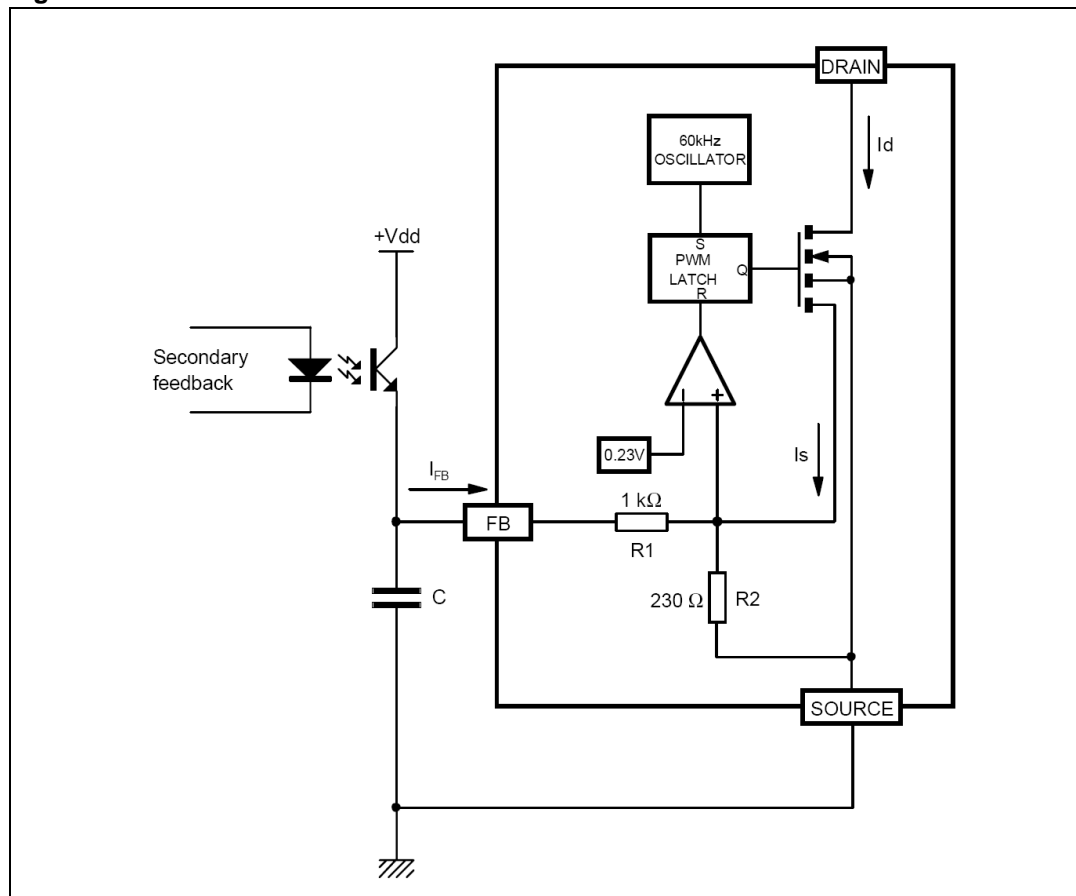 DRAIN
60kHz
OSCILLATOR
Id
+Vdd
S
PWM
LATCH
Q
R
Secondary
feedback
- +
0.23V
Is
IFB
1 kΩ
FB
R1
230 Ω
R2
C
SOURCE